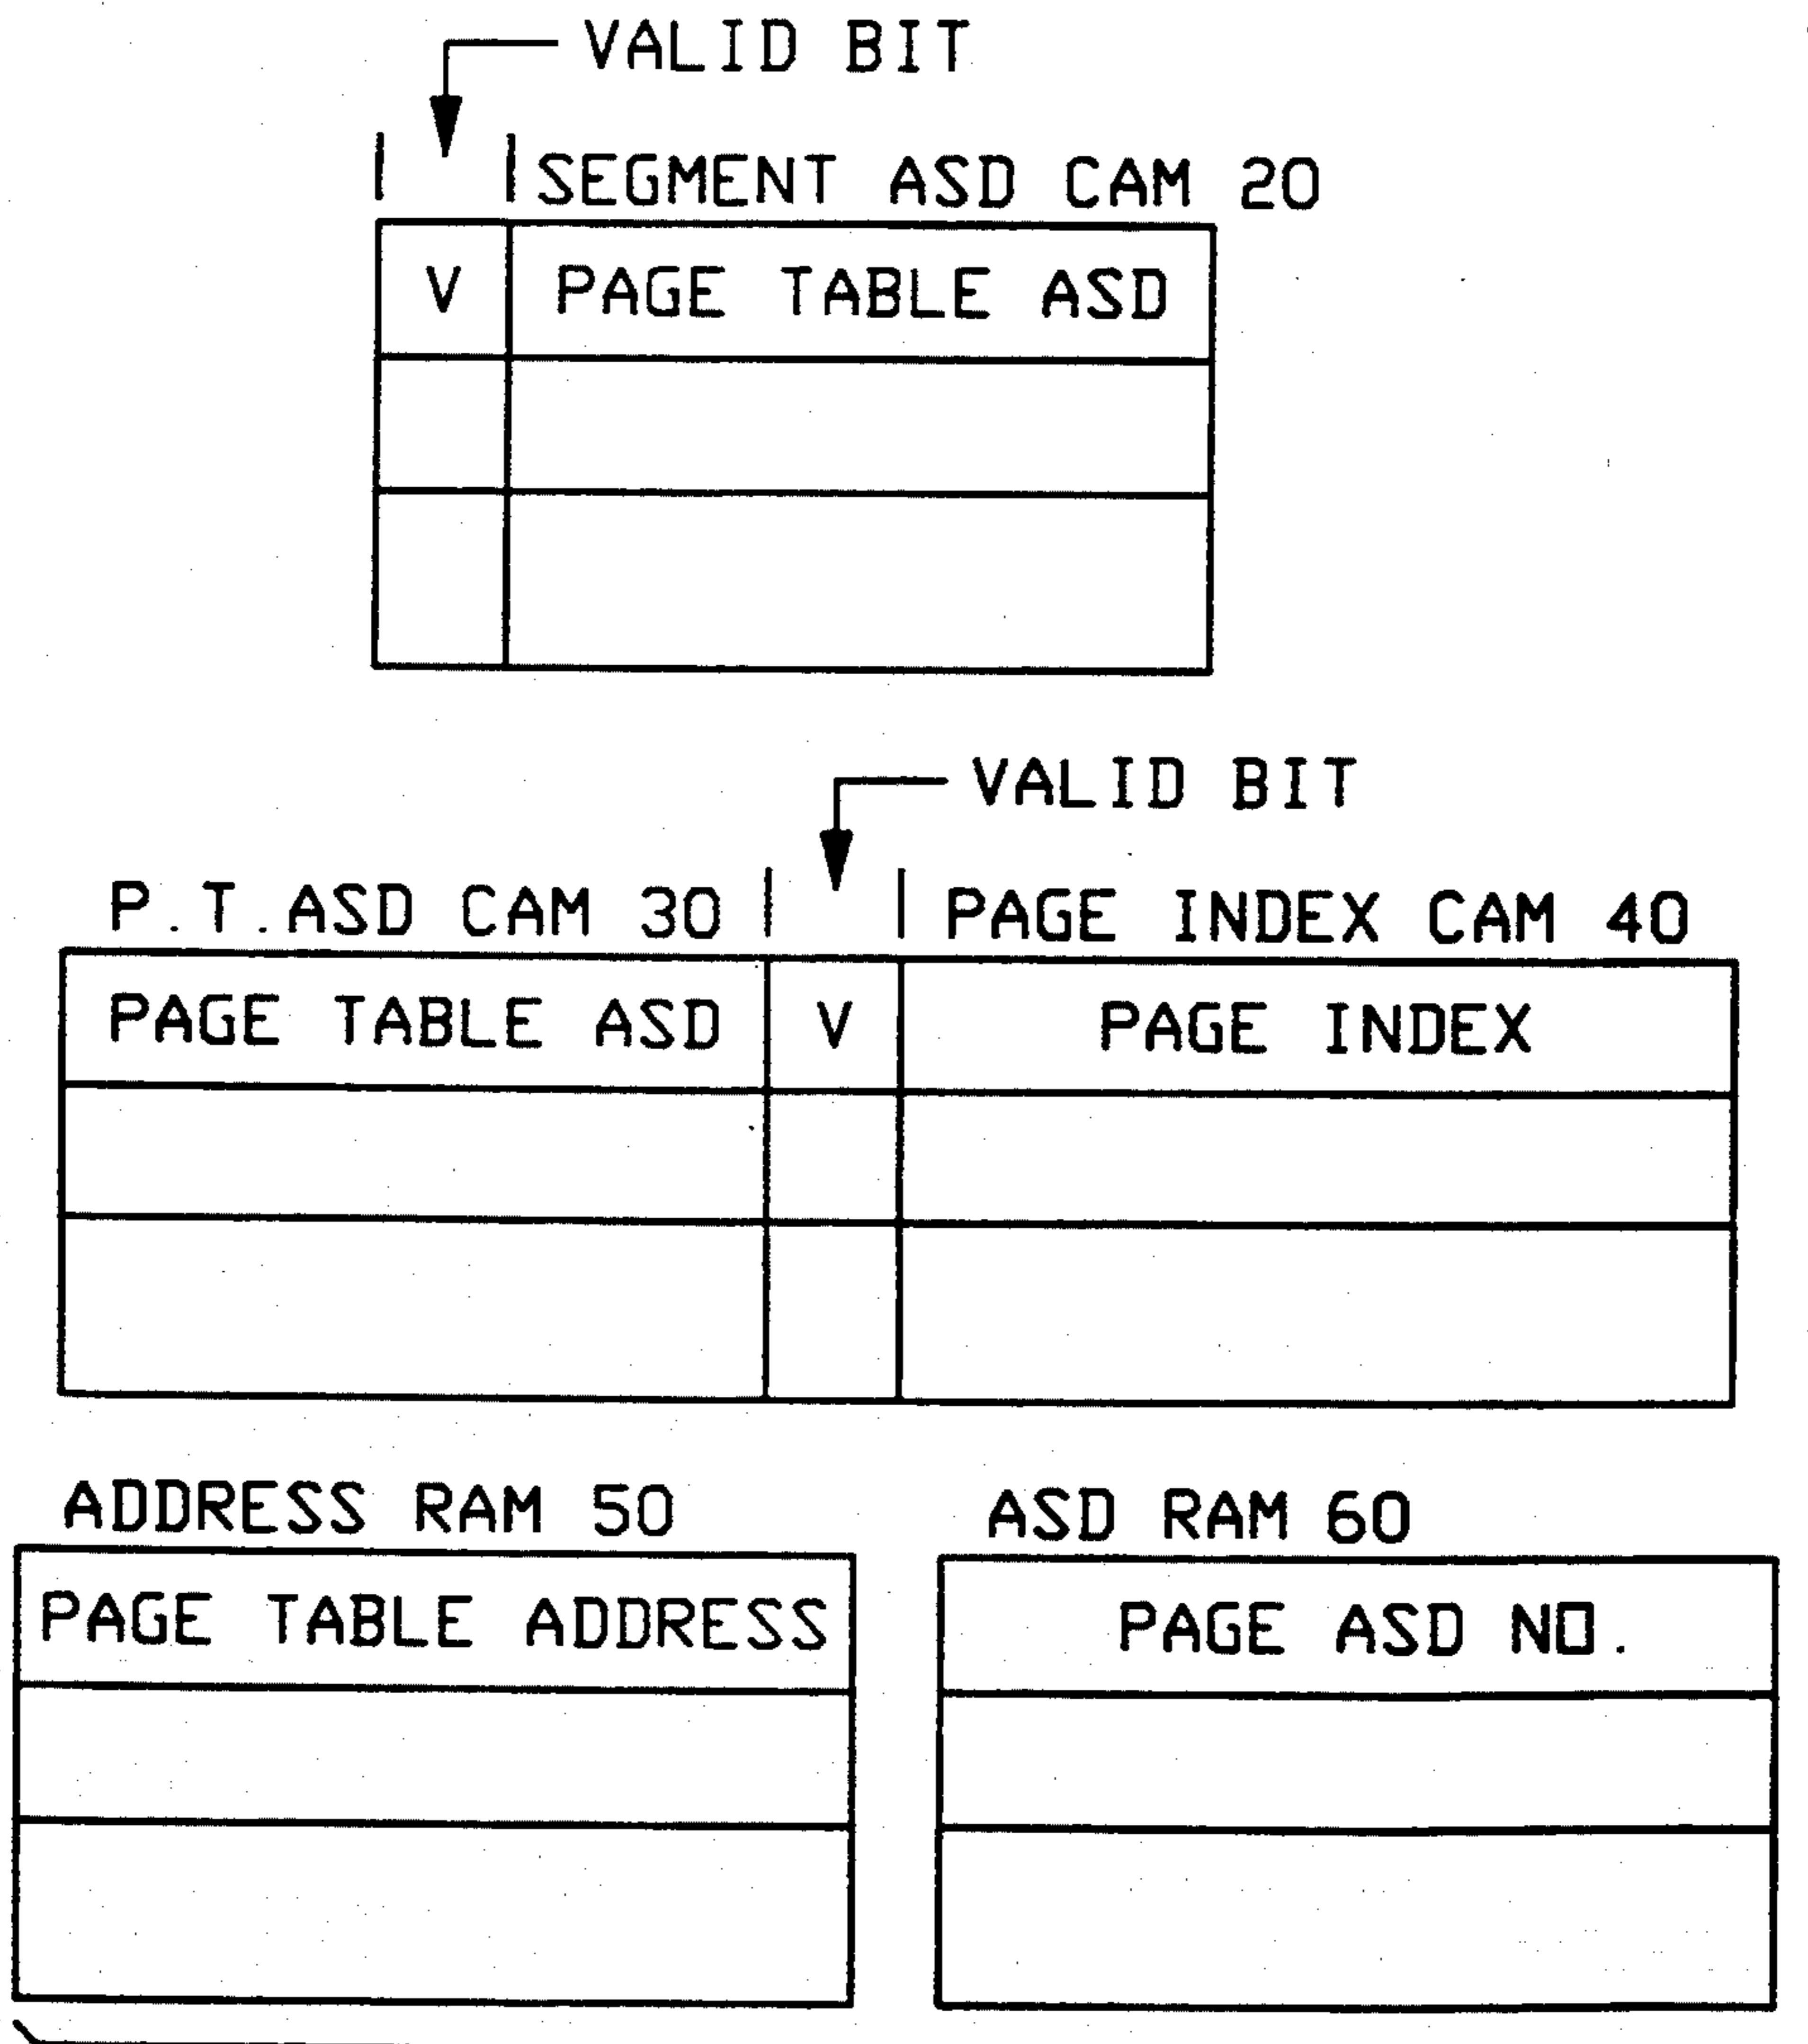 VALID BIT
SEGMENT ASD CAM 20
V PAGE TABLE ASD
VALID BIT
P.T.ASD CAM 30 PAGE INDEX CAM 40
PAGE TABLE ASD V PAGE INDEX
ADDRESS RAM 50 ASD RAM 60
PAGE TABLE ADDRESS PAGE ASD NO.